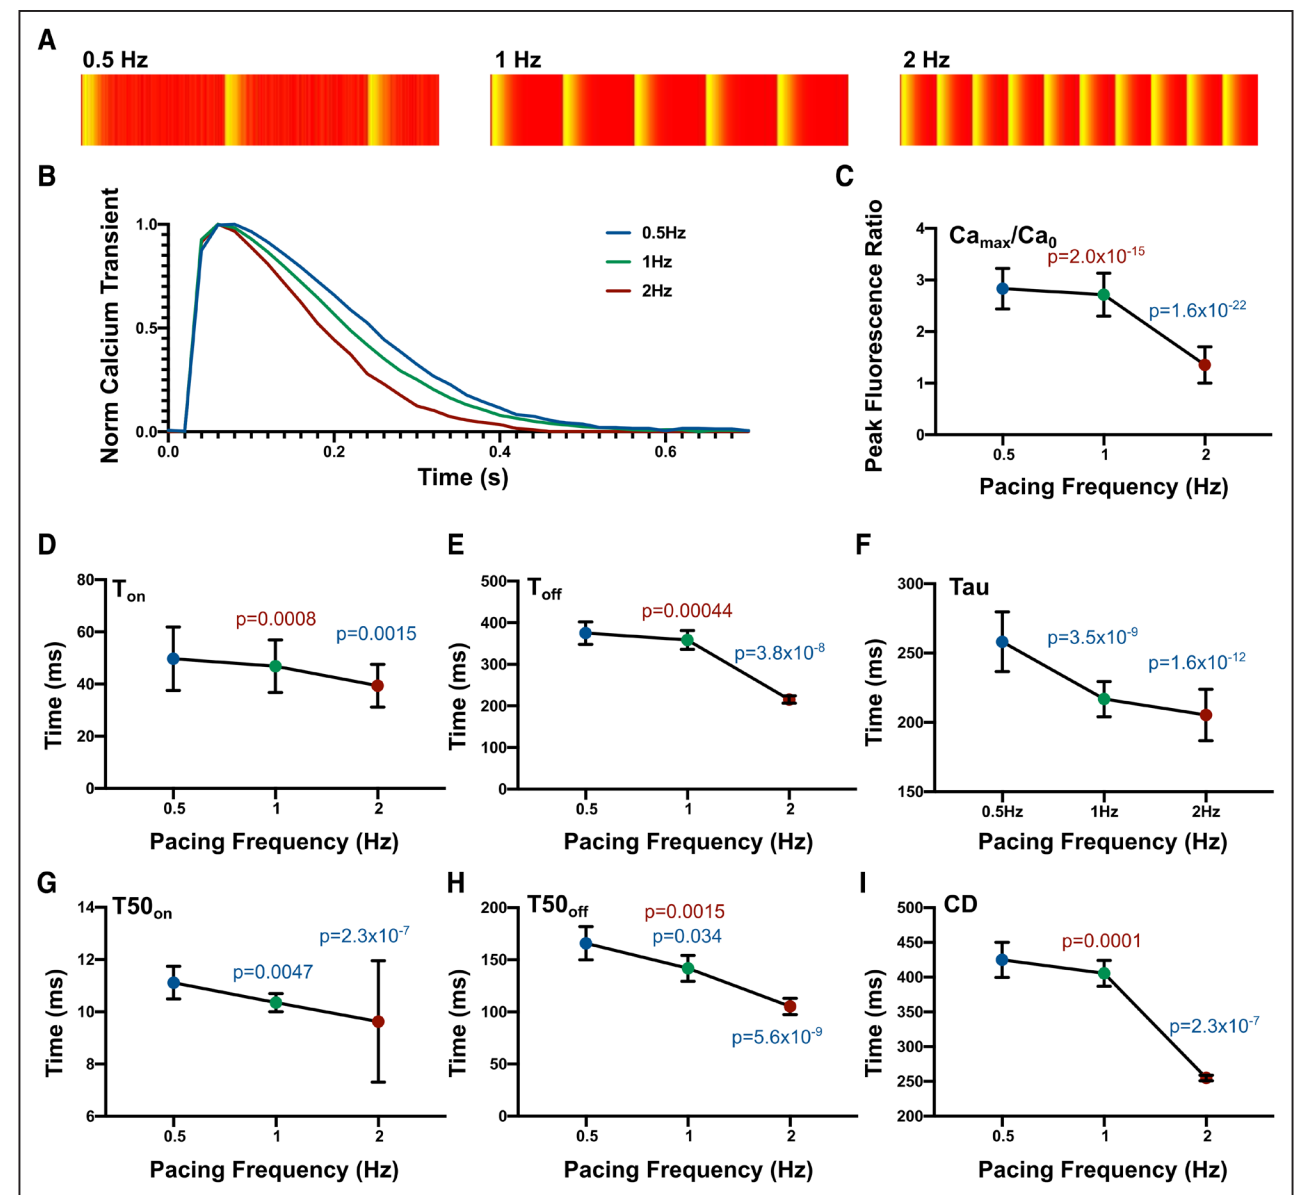 A
0.5 Hz
1 Hz
2 Hz
B
Norm Calcium Transient
1.0
0.5
0.0
0.0 0.2 0.4 0.6
Time (s)
0.5Hz
1Hz
2Hz
C
Peak Fluorescence Ratio
Ca_max/Ca_0
p=2.0x10^-15
p=1.6x10^-22
4
3
2
1
0
0.5 1 2
Pacing Frequency (Hz)
D
T_on
p=0.0008
p=0.0015
Time (ms)
80
60
40
20
0
0.5 1 2
Pacing Frequency (Hz)
E
T_off
p=0.00044
p=3.8x10^-8
Time (ms)
500
400
300
200
100
0
0.5 1 2
Pacing Frequency (Hz)
F
Tau
p=3.5x10^-9
p=1.6x10^-12
Time (ms)
300
250
200
150
0.5Hz 1Hz 2Hz
Pacing Frequency (Hz)
G
T50_on
p=2.3x10^-7
p=0.0047
Time (ms)
14
12
10
8
6
0.5 1 2
Pacing Frequency (Hz)
H
T50_off
p=0.0015
p=0.034
p=5.6x10^-9
Time (ms)
200
150
100
50
0
0.5 1 2
Pacing Frequency (Hz)
I
CD
p=0.0001
p=2.3x10^-7
Time (ms)
500
450
400
350
300
250
200
0.5 1 2
Pacing Frequency (Hz)